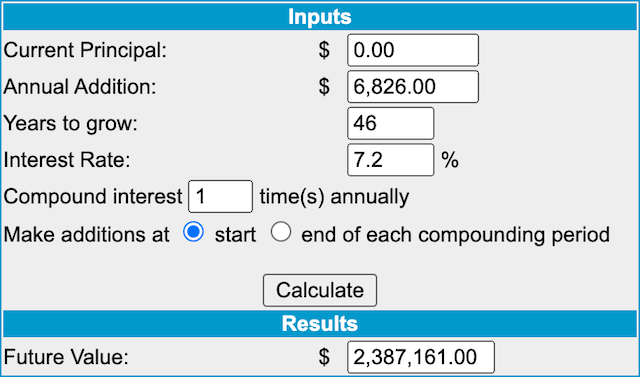 Inputs
Current Principal: $ 0.00
Annual Addition: $ 6,826.00
Years to grow: 46
Interest Rate: 7.2 %
Compound interest 1 time(s) annually
Make additions at start end of each compounding period
Calculate
Results
Future Value: $ 2,387,161.00